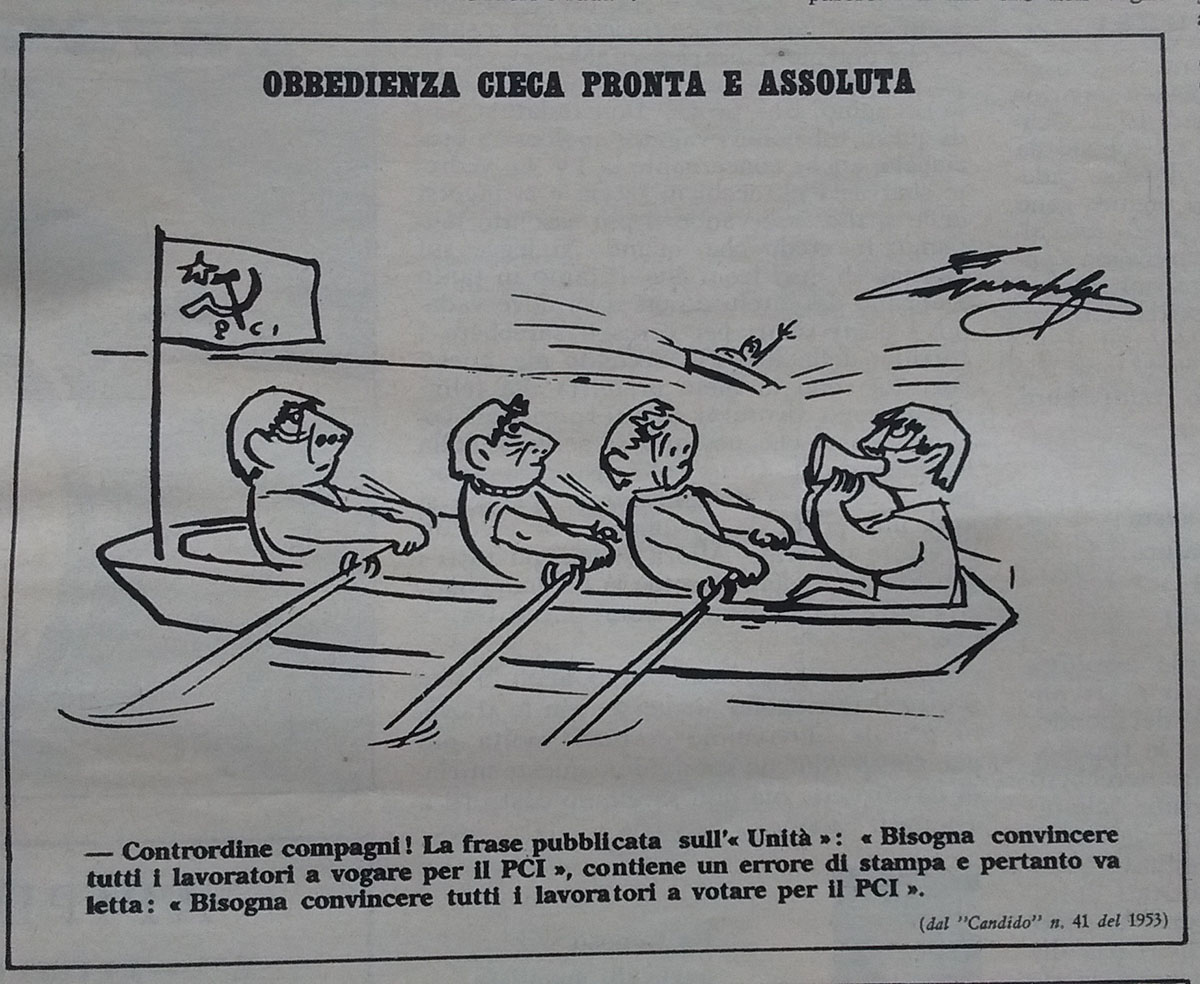 OBBEDIENZA CIECA PRONTA E ASSOLUTA
P C I
— Contrordine compagni! La frase pubblicata sull'« Unità »: « Bisogna convincere
tutti i lavoratori a vogare per il PCI », contiene un errore di stampa e pertanto va
letta: « Bisogna convincere tutti i lavoratori a votare per il PCI ».
(dal "Candido" n. 41 del 1953)